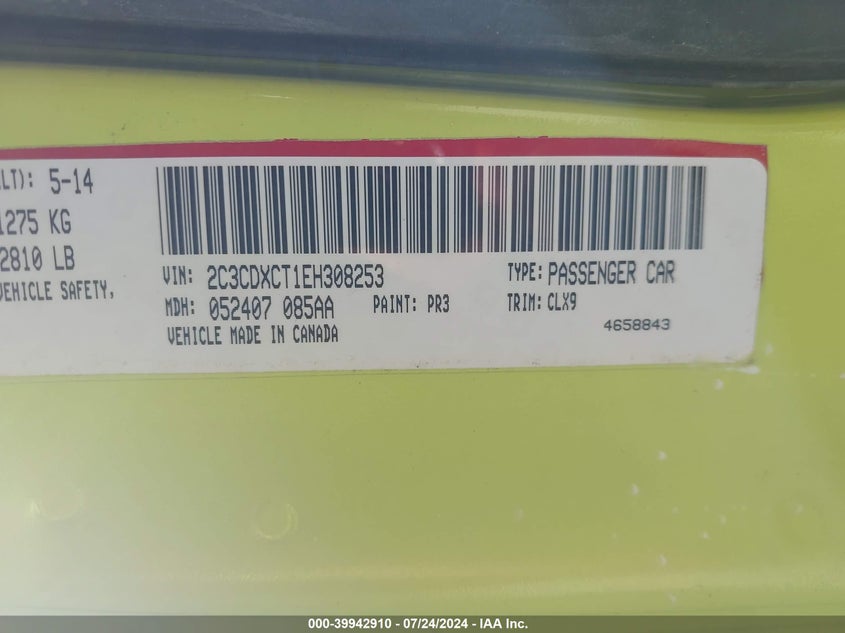 LT): 5-14
1275 KG
2810 LB
VEHICLE SAFETY,
VIN: 2C3CDXCT1EH308253 TYPE: PASSENGER CAR
MDH: 052407 085AA PAINT: PR3 TRIM: CLX9
VEHICLE MADE IN CANADA 4658843
000-39942910 / 07/24/2024 - IAA Inc.